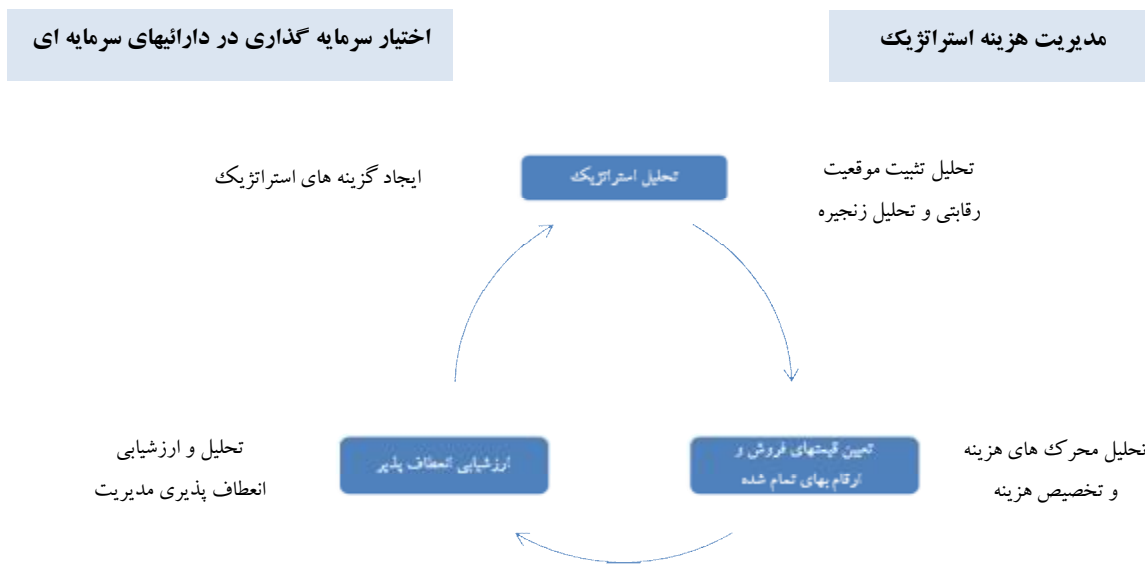 مدیریت هزینه استراتژیک
اختیار سرمایه گذاری در دارائیهای سرمایه ای
تحلیل تثبیت موقعیت
رقابتی و تحلیل زنجیره
تحلیل استراتژیک
ایجاد گزینه های استراتژیک
تحلیل محرک های هزینه
و تخصیص هزینه
تعیین قیمتهای فروش و
ارقام بهای تمام شده
ارزشیابی انعطاف پذیر
تحلیل و ارزشیابی
انعطاف پذیری مدیریت